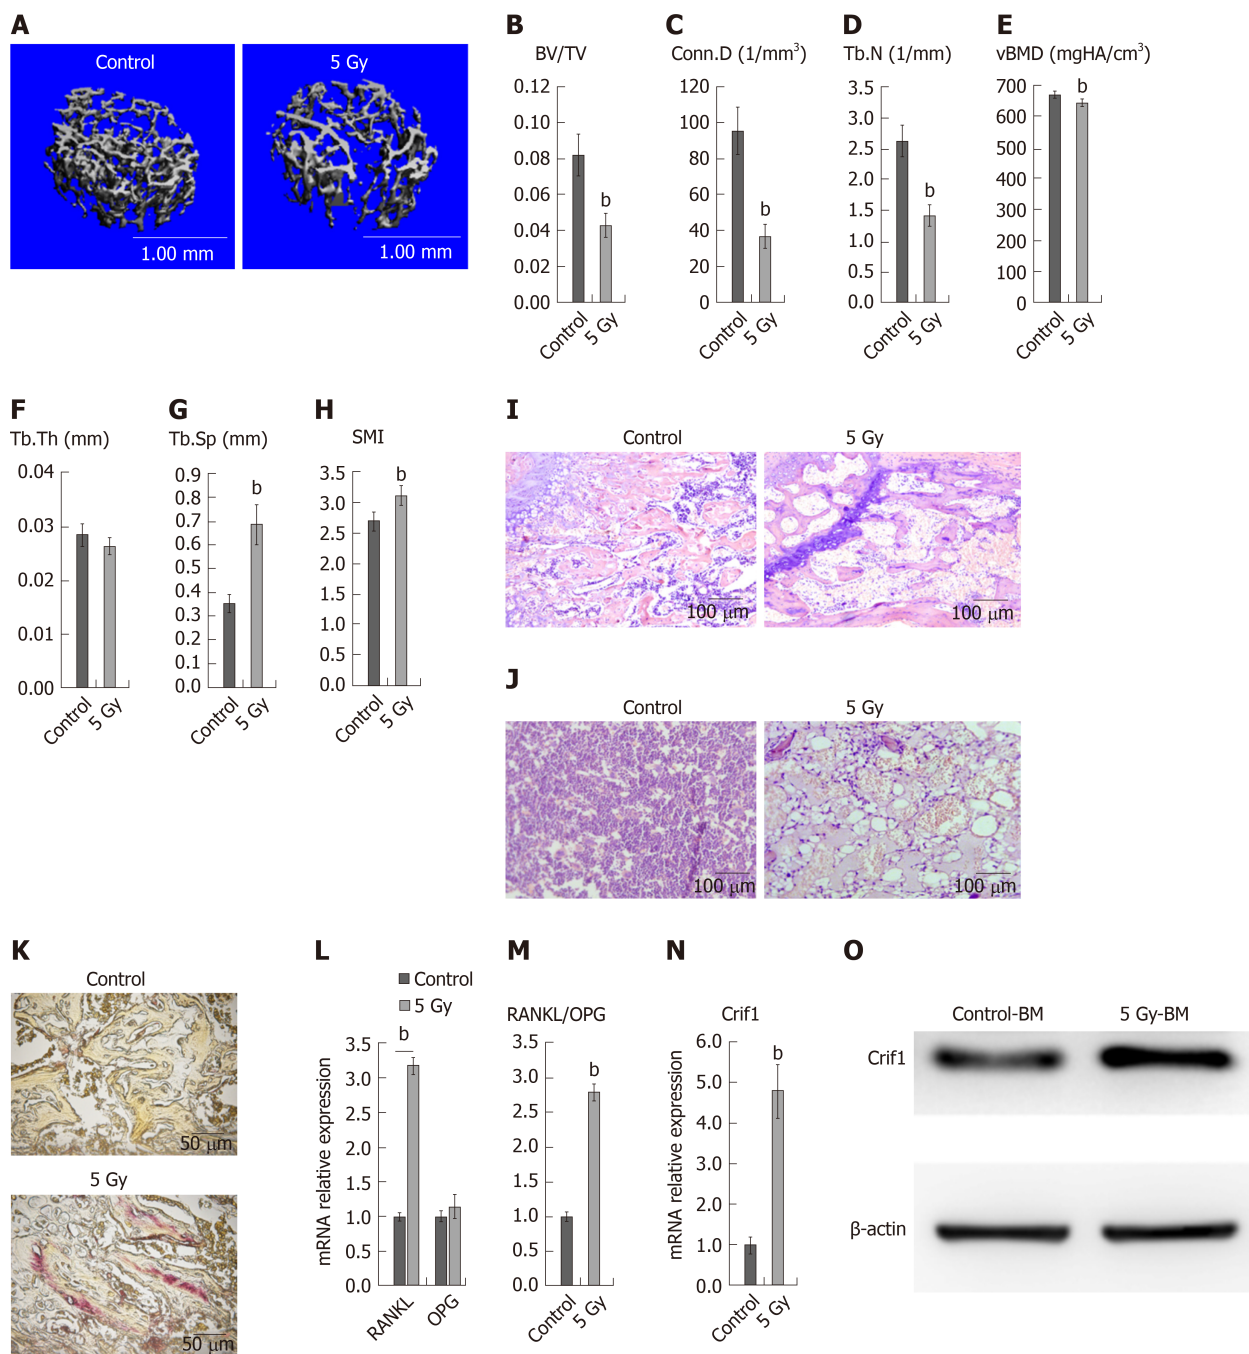 A
Control
5 Gy
1.00 mm
1.00 mm
B
BV/TV
0.12
0.10
0.08
0.06
0.04
0.02
0.00
b
Control
5 Gy
C
Conn.D (1/mm³)
120
100
80
60
40
20
0
b
Control
5 Gy
D
Tb.N (1/mm)
3.5
3.0
2.5
2.0
1.5
1.0
2.5
0.0
b
Control
5 Gy
E
vBMD (mgHA/cm³)
700
600
500
400
300
200
100
0
b
Control
5 Gy
F
Tb.Th (mm)
0.04
0.03
0.02
0.01
0.00
Control
5 Gy
G
Tb.Sp (mm)
0.9
0.8
0.7
0.6
0.5
0.4
0.3
0.2
0.1
0.0
b
Control
5 Gy
H
SMI
3.5
3.0
2.5
2.0
1.5
1.0
0.5
0.0
b
Control
5 Gy
I
Control
5 Gy
100 μm
100 μm
J
Control
5 Gy
100 μm
100 μm
K
Control
50 μm
5 Gy
50 μm
L
Control
5 Gy
mRNA relative expression
3.5
3.0
2.5
2.0
1.5
1.0
0.5
0.0
b
RANKL
OPG
M
RANKL/OPG
3.5
3.0
2.5
2.0
1.5
1.0
0.5
0.0
b
Control
5 Gy
N
Crif1
mRNA relative expression
6.0
5.0
4.0
3.0
2.0
1.0
0.0
b
Control
5 Gy
O
Control-BM
5 Gy-BM
Crif1
β-actin